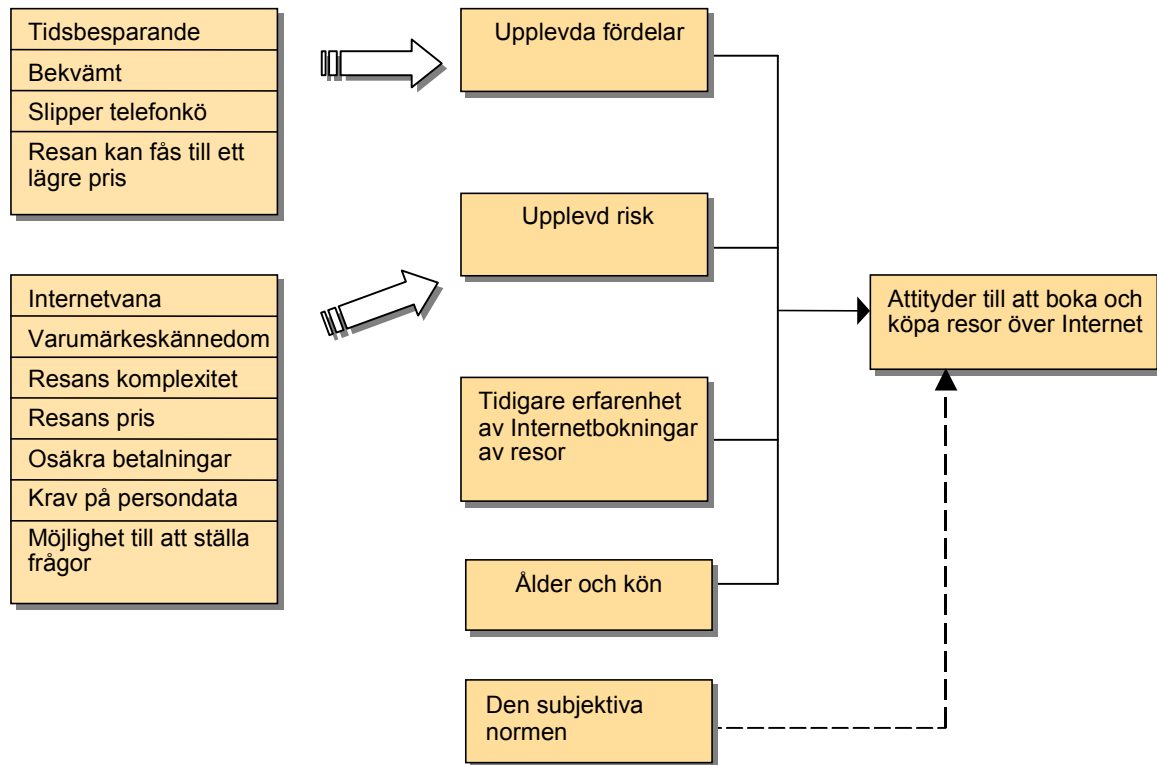 Tidsbesparande
Bekvämt
Slipper telefonkö
Resan kan fås till ett
lägre pris
Internetvana
Varumärkeskännedom
Resans komplexitet
Resans pris
Osäkra betalningar
Krav på persondata
Möjlighet till att ställa
frågor
Upplevda fördelar
Upplevd risk
Tidigare erfarenhet
av Internetbokningar
av resor
Ålder och kön
Den subjektiva
normen
Attityder till att boka och
köpa resor över Internet